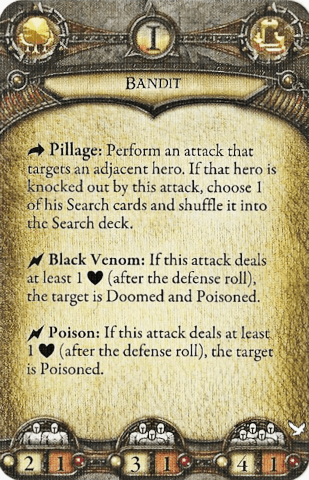 I
BANDIT
Pillage: Perform an attack that
targets an adjacent hero. If that hero is
knocked out by this attack, choose 1
of his Search cards and shuffle it into
the Search deck.
Black Venom: If this attack deals
at least 1 ♥ (after the defense roll),
the target is Doomed and Poisoned.
Poison: If this attack deals at least
1 ♥ (after the defense roll), the target
is Poisoned.
2 1 3 1 4 1